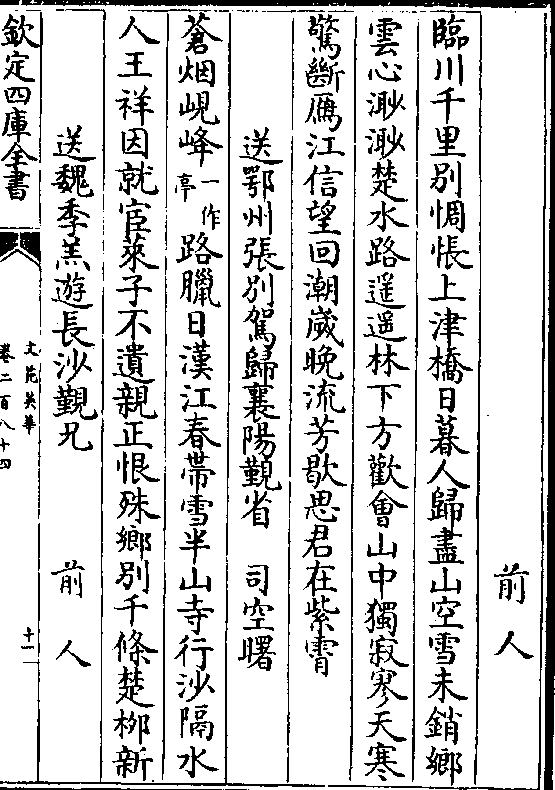 前人
臨川千里別惆悵上津橋日暮人歸盡山空雪未銷鄉
雲心渺渺楚水路遥遥林下方歡會山中獨寂寥天寒
驚斷鴈江信望回潮嵗晚流芳歇思君在紫霄
送鄂州張別駕歸襄陽覲省　司空曙
蒼烟峴峰一作亭路臘日漢江春帶雪半山寺行沙隔水
人王祥因就宦萊子不遺親正恨殊鄉別千條楚栁新
送魏季羔遊長沙覲兄　前人
欽定四庫全書
文苑英華
卷二百八十四
十一